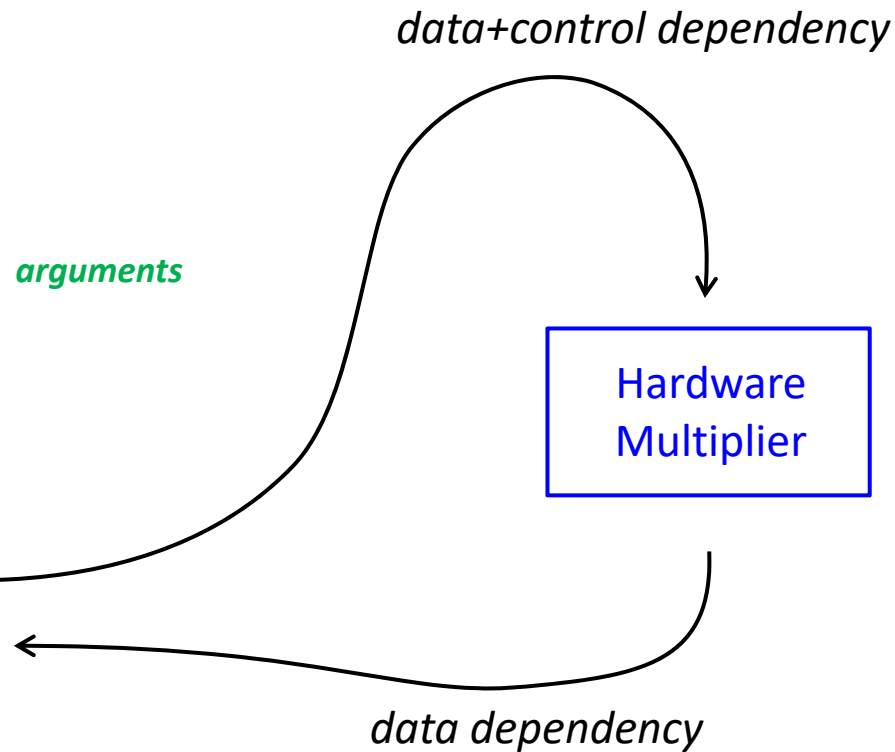 data+control dependency
arguments
Hardware
Multiplier
data dependency